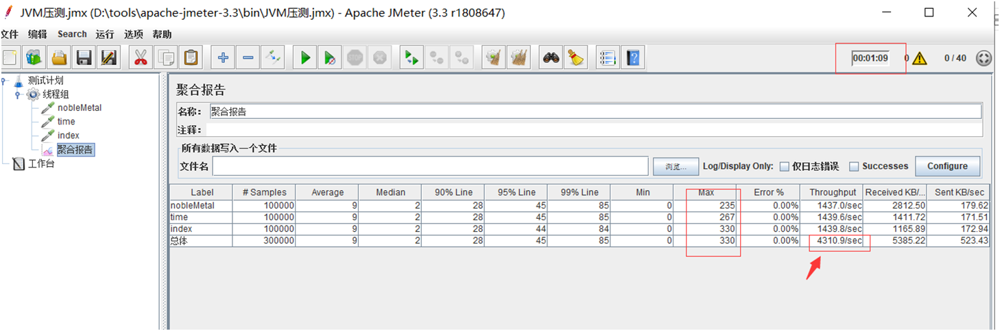 JVM压测.jmx (D:\tools\apache-jmeter-3.3\bin\JVM压测.jmx) - Apache JMeter (3.3 r1808647)
文件 编辑 Search 运行 选项 帮助
00:01:09 0 0 / 40
测试计划
线程组
nobleMetal
time
index
聚合报告
工作台
聚合报告
名称： 聚合报告
注释：
所有数据写入一个文件
文件名 浏览... Log/Display Only: 仅日志错误 Successes Configure
Label # Samples Average Median 90% Line 95% Line 99% Line Min Max Error % Throughput Received KB/... Sent KB/sec
nobleMetal 100000 9 2 28 45 85 0 235 0.00% 1437.0/sec 2812.50 179.62
time 100000 9 2 28 45 85 0 267 0.00% 1439.6/sec 1411.72 171.51
index 100000 9 2 28 44 84 0 330 0.00% 1439.8/sec 1165.89 172.94
总体 300000 9 2 28 45 85 0 330 0.00% 4310.9/sec 5385.22 523.43